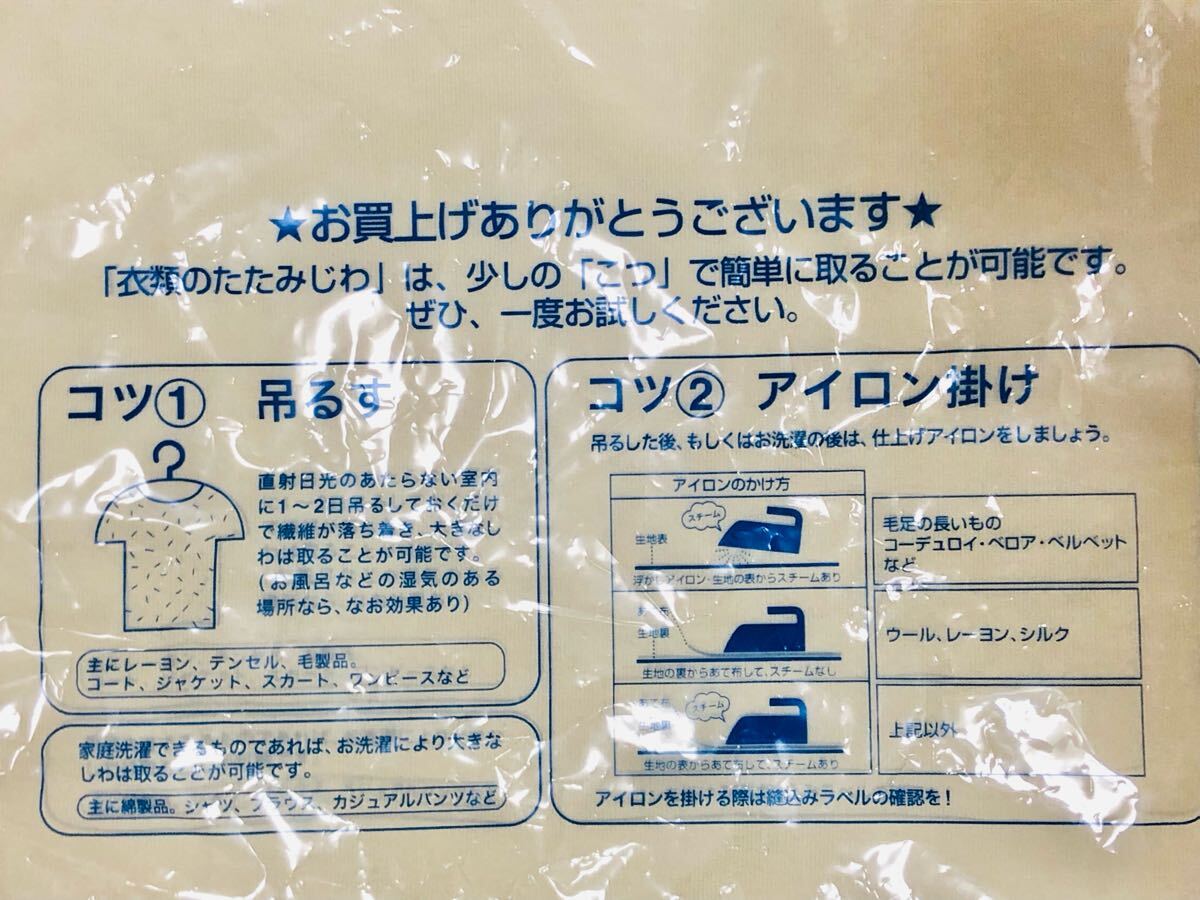 ★お買上げありがとうございます★
「衣類のたたみじわ」は、少しの「こつ」で簡単に取ることが可能です。
ぜひ、一度お試しください。
コツ① 吊るす
直射日光のあたらない室内
に1〜2日吊るしておくだけ
で繊維が落ち着き、大きなし
わは取ることが可能です。
(お風呂などの湿気のある
場所なら、なお効果あり)
主にレーヨン、テンセル、毛製品。
コート、ジャケット、スカート、ワンピースなど
家庭洗濯できるものであれば、お洗濯により大きな
しわは取ることが可能です。
主に綿製品。シャツ、ブラウス、カジュアルパンツなど
コツ② アイロン掛け
吊るした後、もしくはお洗濯の後は、仕上げアイロンをしましょう。
アイロンのかけ方
スチーム
生地表
浮かしアイロン・生地の表からスチームあり
毛足の長いもの
コーデュロイ・ベロア・ベルベット
など
あて布
生地裏
生地の裏からあて布して、スチームなし
ウール、レーヨン、シルク
あて布
スチーム
生地裏
生地の表からあて布して、スチームあり
上記以外
アイロンを掛ける際は縫込みラベルの確認を!